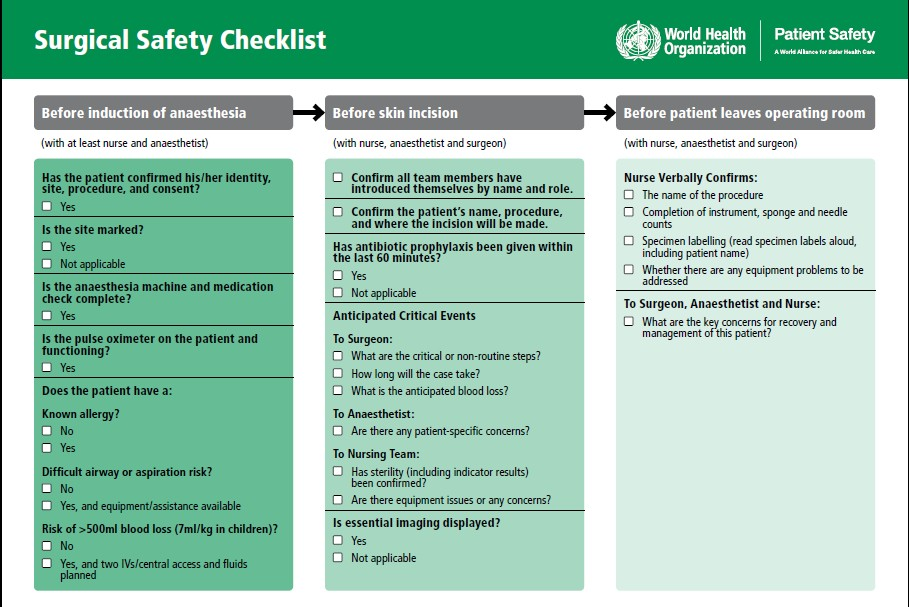 Surgical Safety Checklist
World Health
Organization
Patient Safety
A World Alliance for Safer Health Care
Before induction of anaesthesia
(with at least nurse and anaesthetist)
Has the patient confirmed his/her identity,
site, procedure, and consent?
Yes
Is the site marked?
Yes
Not applicable
Is the anaesthesia machine and medication
check complete?
Yes
Is the pulse oximeter on the patient and
functioning?
Yes
Does the patient have a:
Known allergy?
No
Yes
Difficult airway or aspiration risk?
No
Yes, and equipment/assistance available
Risk of >500ml blood loss (7ml/kg in children)?
No
Yes, and two IVs/central access and fluids
planned
Before skin incision
(with nurse, anaesthetist and surgeon)
Confirm all team members have
introduced themselves by name and role.
Confirm the patient's name, procedure,
and where the incision will be made.
Has antibiotic prophylaxis been given within
the last 60 minutes?
Yes
Not applicable
Anticipated Critical Events
To Surgeon:
What are the critical or non-routine steps?
How long will the case take?
What is the anticipated blood loss?
To Anaesthetist:
Are there any patient-specific concerns?
To Nursing Team:
Has sterility (including indicator results)
been confirmed?
Are there equipment issues or any concerns?
Is essential imaging displayed?
Yes
Not applicable
Before patient leaves operating room
(with nurse, anaesthetist and surgeon)
Nurse Verbally Confirms:
The name of the procedure
Completion of instrument, sponge and needle
counts
Specimen labelling (read specimen labels aloud,
including patient name)
Whether there are any equipment problems to be
addressed
To Surgeon, Anaesthetist and Nurse:
What are the key concerns for recovery and
management of this patient?